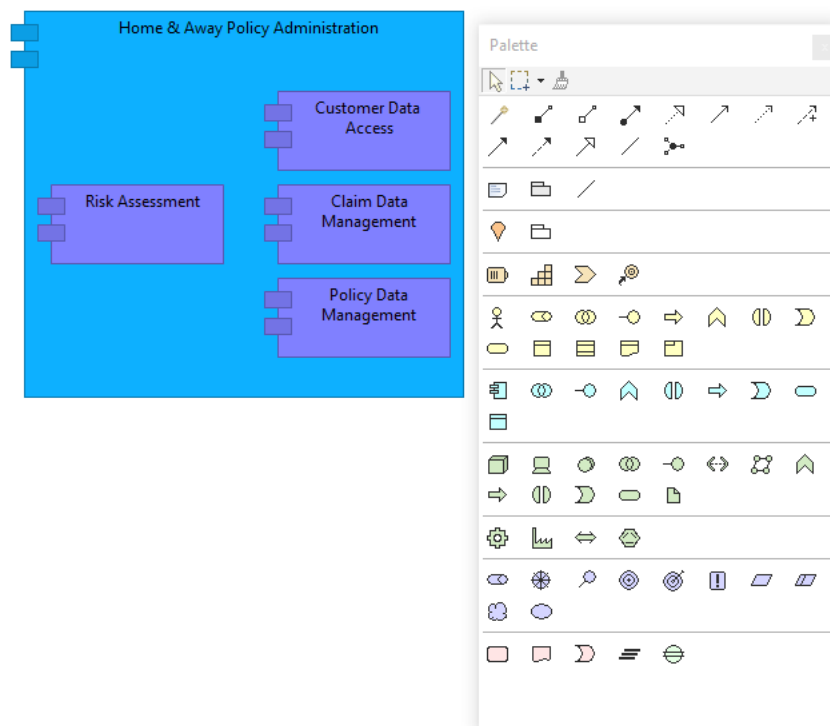 Home & Away Policy Administration
Palette
Customer Data
Access
Risk Assessment
Claim Data
Management
Policy Data
Management